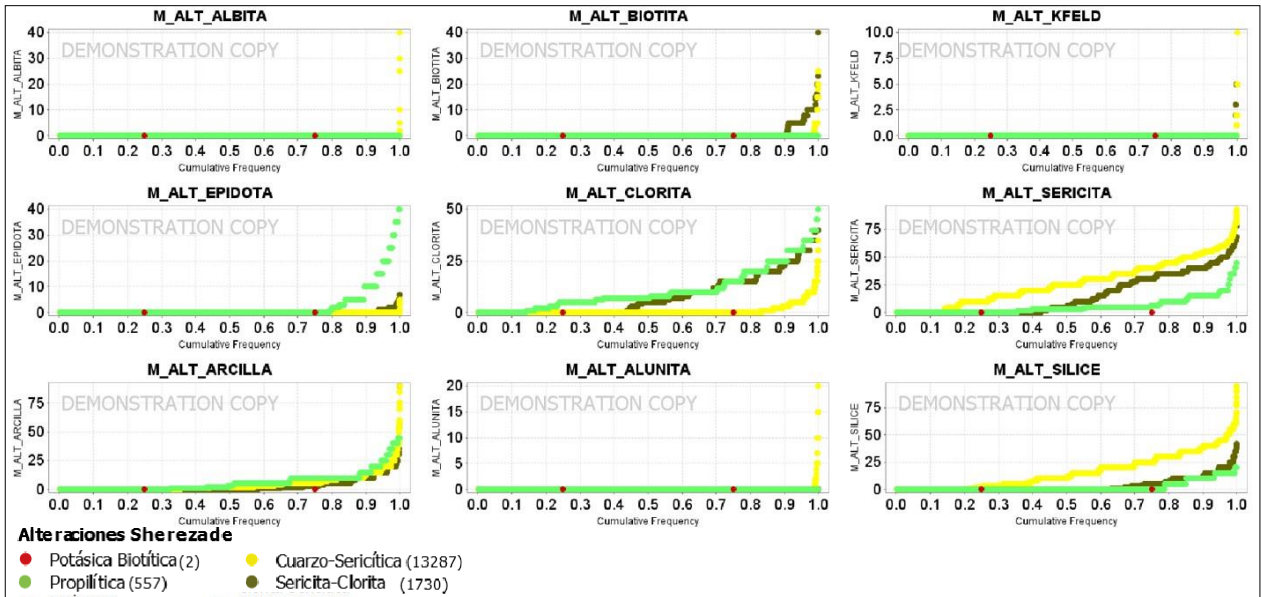 M_ALT_ALBITA M_ALT_BIOTITA M_ALT_KFELD
DEMONSTRATION COPY DEMONSTRATION COPY DEMONSTRATION COPY
M_ALT_ALBITA
40
30
20
10
0
0.0 0.1 0.2 0.3 0.4 0.5 0.6 0.7 0.8 0.9 1.0
Cumulative Frequency
M_ALT_BIOTITA
40
30
20
10
0
0.0 0.1 0.2 0.3 0.4 0.5 0.6 0.7 0.8 0.9 1.0
Cumulative Frequency
M_ALT_KFELD
10.0
7.5
5.0
2.5
0.0
0.0 0.1 0.2 0.3 0.4 0.5 0.6 0.7 0.8 0.9 1.0
Cumulative Frequency
M_ALT_EPIDOTA M_ALT_CLORITA M_ALT_SERICITA
DEMONSTRATION COPY DEMONSTRATION COPY DEMONSTRATION COPY
M_ALT_EPIDOTA
40
30
20
10
0
0.0 0.1 0.2 0.3 0.4 0.5 0.6 0.7 0.8 0.9 1.0
Cumulative Frequency
M_ALT_CLORITA
50
25
0
0.0 0.1 0.2 0.3 0.4 0.5 0.6 0.7 0.8 0.9 1.0
Cumulative Frequency
M_ALT_SERICITA
75
50
25
0
0.0 0.1 0.2 0.3 0.4 0.5 0.6 0.7 0.8 0.9 1.0
Cumulative Frequency
M_ALT_ARCILLA M_ALT_ALUNITA M_ALT_SILICE
DEMONSTRATION COPY DEMONSTRATION COPY DEMONSTRATION COPY
M_ALT_ARCILLA
75
50
25
0
0.0 0.1 0.2 0.3 0.4 0.5 0.6 0.7 0.8 0.9 1.0
Cumulative Frequency
M_ALT_ALUNITA
20
15
10
5
0
0.0 0.1 0.2 0.3 0.4 0.5 0.6 0.7 0.8 0.9 1.0
Cumulative Frequency
M_ALT_SILICE
75
50
25
0
0.0 0.1 0.2 0.3 0.4 0.5 0.6 0.7 0.8 0.9 1.0
Cumulative Frequency
Alteraciones Sherezade
Potásica Biotítica (2) Cuarzo-Sericítica (13287)
Propilítica (557) Sericita-Clorita (1730)